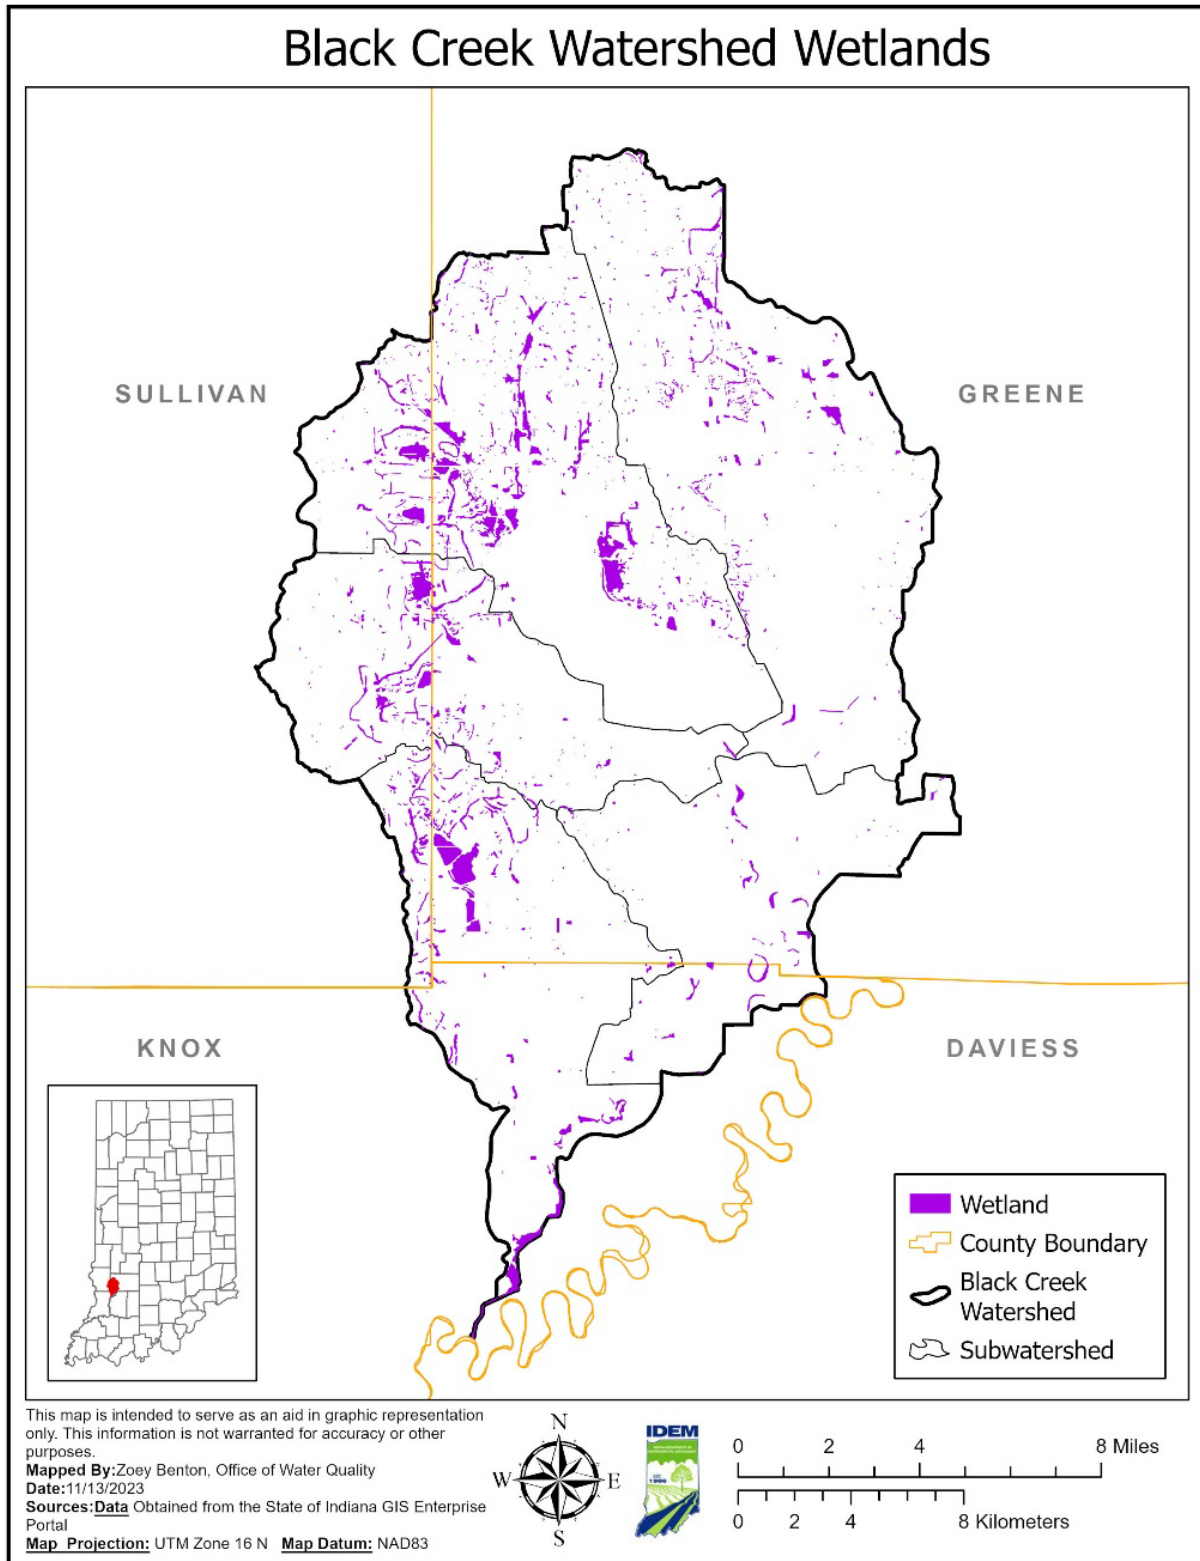 Black Creek Watershed Wetlands
SULLIVAN
GREENE
KNOX
DAVIESS
Wetland
County Boundary
Black Creek
Watershed
Subwatershed
This map is intended to serve as an aid in graphic representation
only. This information is not warranted for accuracy or other
purposes.
Mapped By:Zoey Benton, Office of Water Quality
Date:11/13/2023
Sources:Data Obtained from the State of Indiana GIS Enterprise
Portal
Map Projection: UTM Zone 16 N Map Datum: NAD83
N
W E
S
IDEM
1986
0 2 4 8 Miles
0 2 4 8 Kilometers